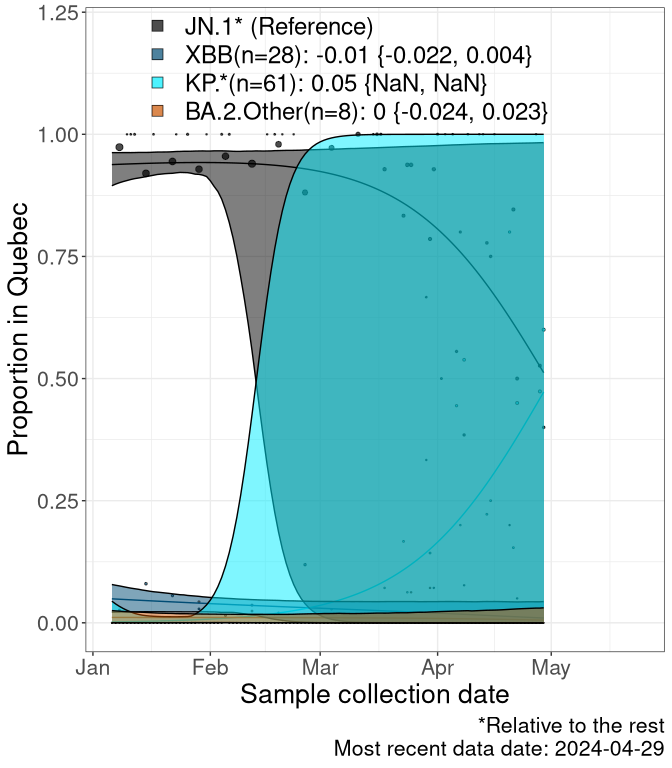 JN.1* (Reference)
XBB(n=28): -0.01 {-0.022, 0.004}
KP.*(n=61): 0.05 {NaN, NaN}
BA.2.Other(n=8): 0 {-0.024, 0.023}
1.25
1.00
0.75
0.50
0.25
0.00
Proportion in Quebec
Jan Feb Mar Apr May
Sample collection date
*Relative to the rest
Most recent data date: 2024-04-29